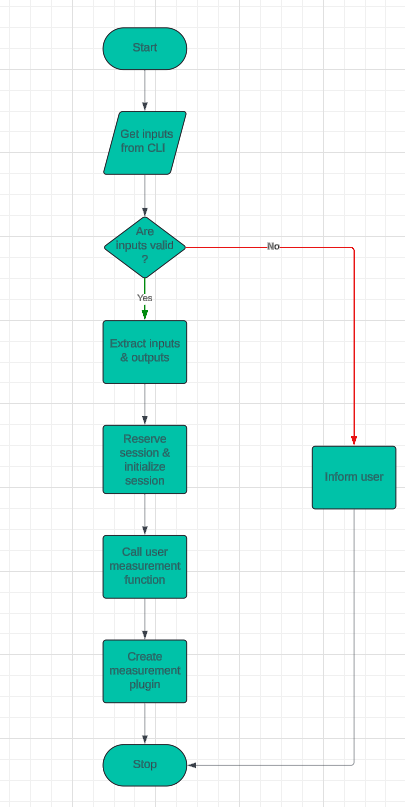 Start
Get inputs
from CLI
Are
inputs valid
?
No
Yes
Extract inputs
& outputs
Reserve
session &
initialize
session
Inform user
Call user
measurement
function
Create
measurement
plugin
Stop